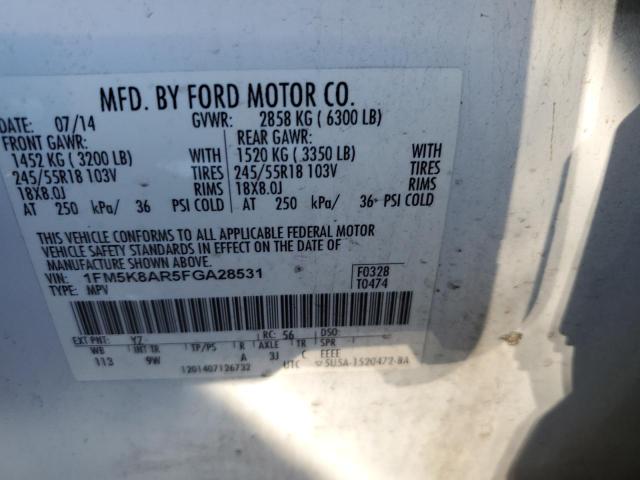 MFD. BY FORD MOTOR CO.
DATE: 07/14 GVWR: 2858 KG ( 6300 LB)
FRONT GAWR: REAR GAWR:
1452 KG ( 3200 LB) WITH 1520 KG ( 3350 LB) WITH
245/55R18 103V TIRES 245/55R18 103V TIRES
18X8.0J RIMS 18X8.0J RIMS
AT 250 kPa/ 36 PSI COLD AT 250 kPa/ 36 PSI COLD
THIS VEHICLE CONFORMS TO ALL APPLICABLE FEDERAL MOTOR
VEHICLE SAFETY STANDARDS IN EFFECT ON THE DATE OF
MANUFACTURE SHOWN ABOVE.
VIN: 1FM5K8AR5FGA28531 F0328
TYPE: MPV T0474
EXT PNT: Y7 RC: 56 DSO:
WB INT TR TP/PS R AXLE TR SPR
113 9W A 3J C EEEE
1201407126732 UTC 5U5A-1520472-BA